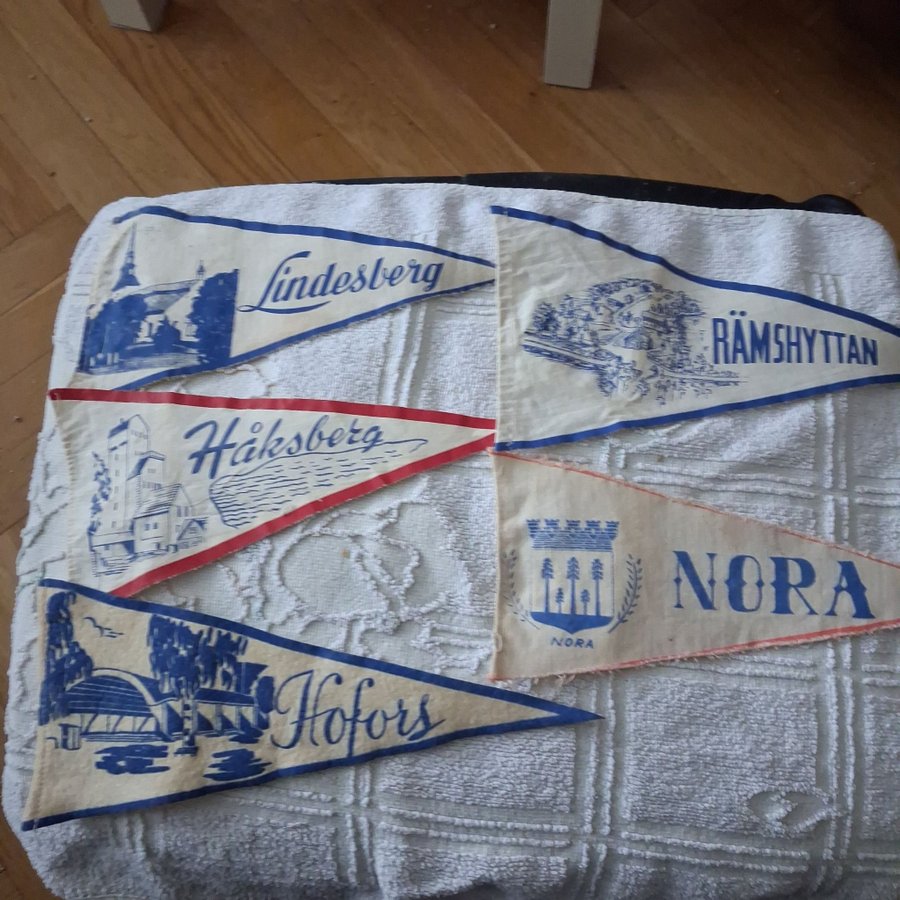 Lindesberg
RÄMSHYTTAN
Håksberg
NORA
NORA
Hofors